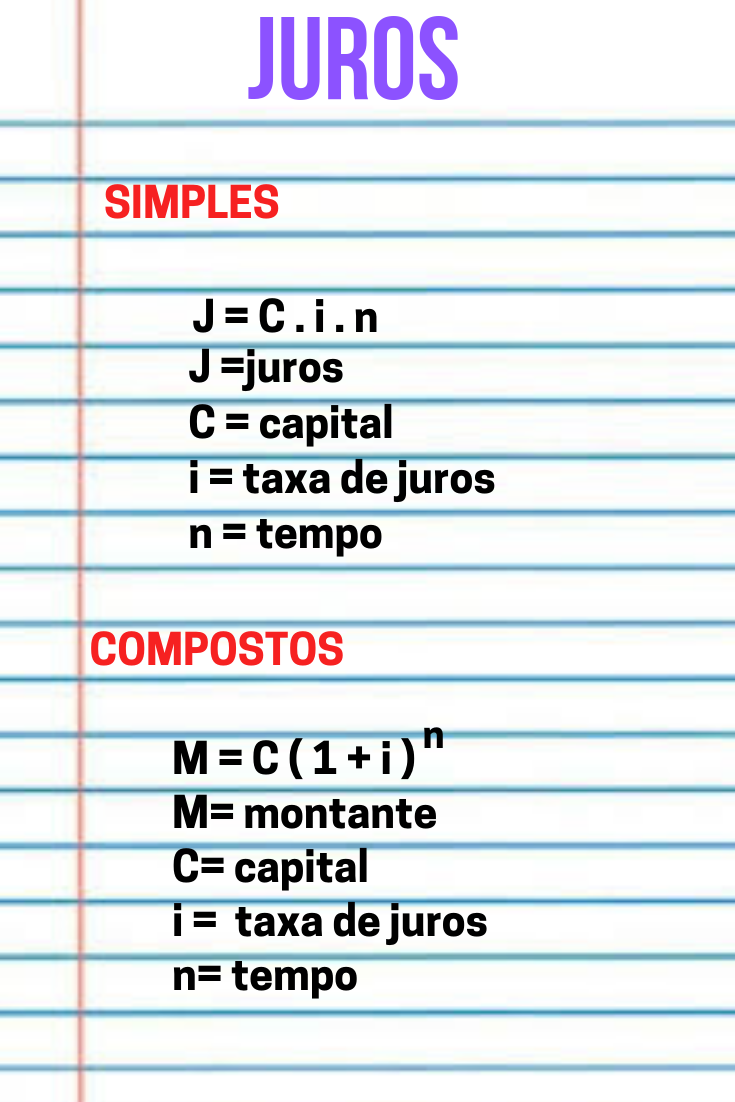 JUROS
SIMPLES
J = C . i . n
J =juros
C = capital
i = taxa de juros
n = tempo
COMPOSTOS
M = C ( 1 + i ) ⁿ
M= montante
C= capital
i = taxa de juros
n= tempo